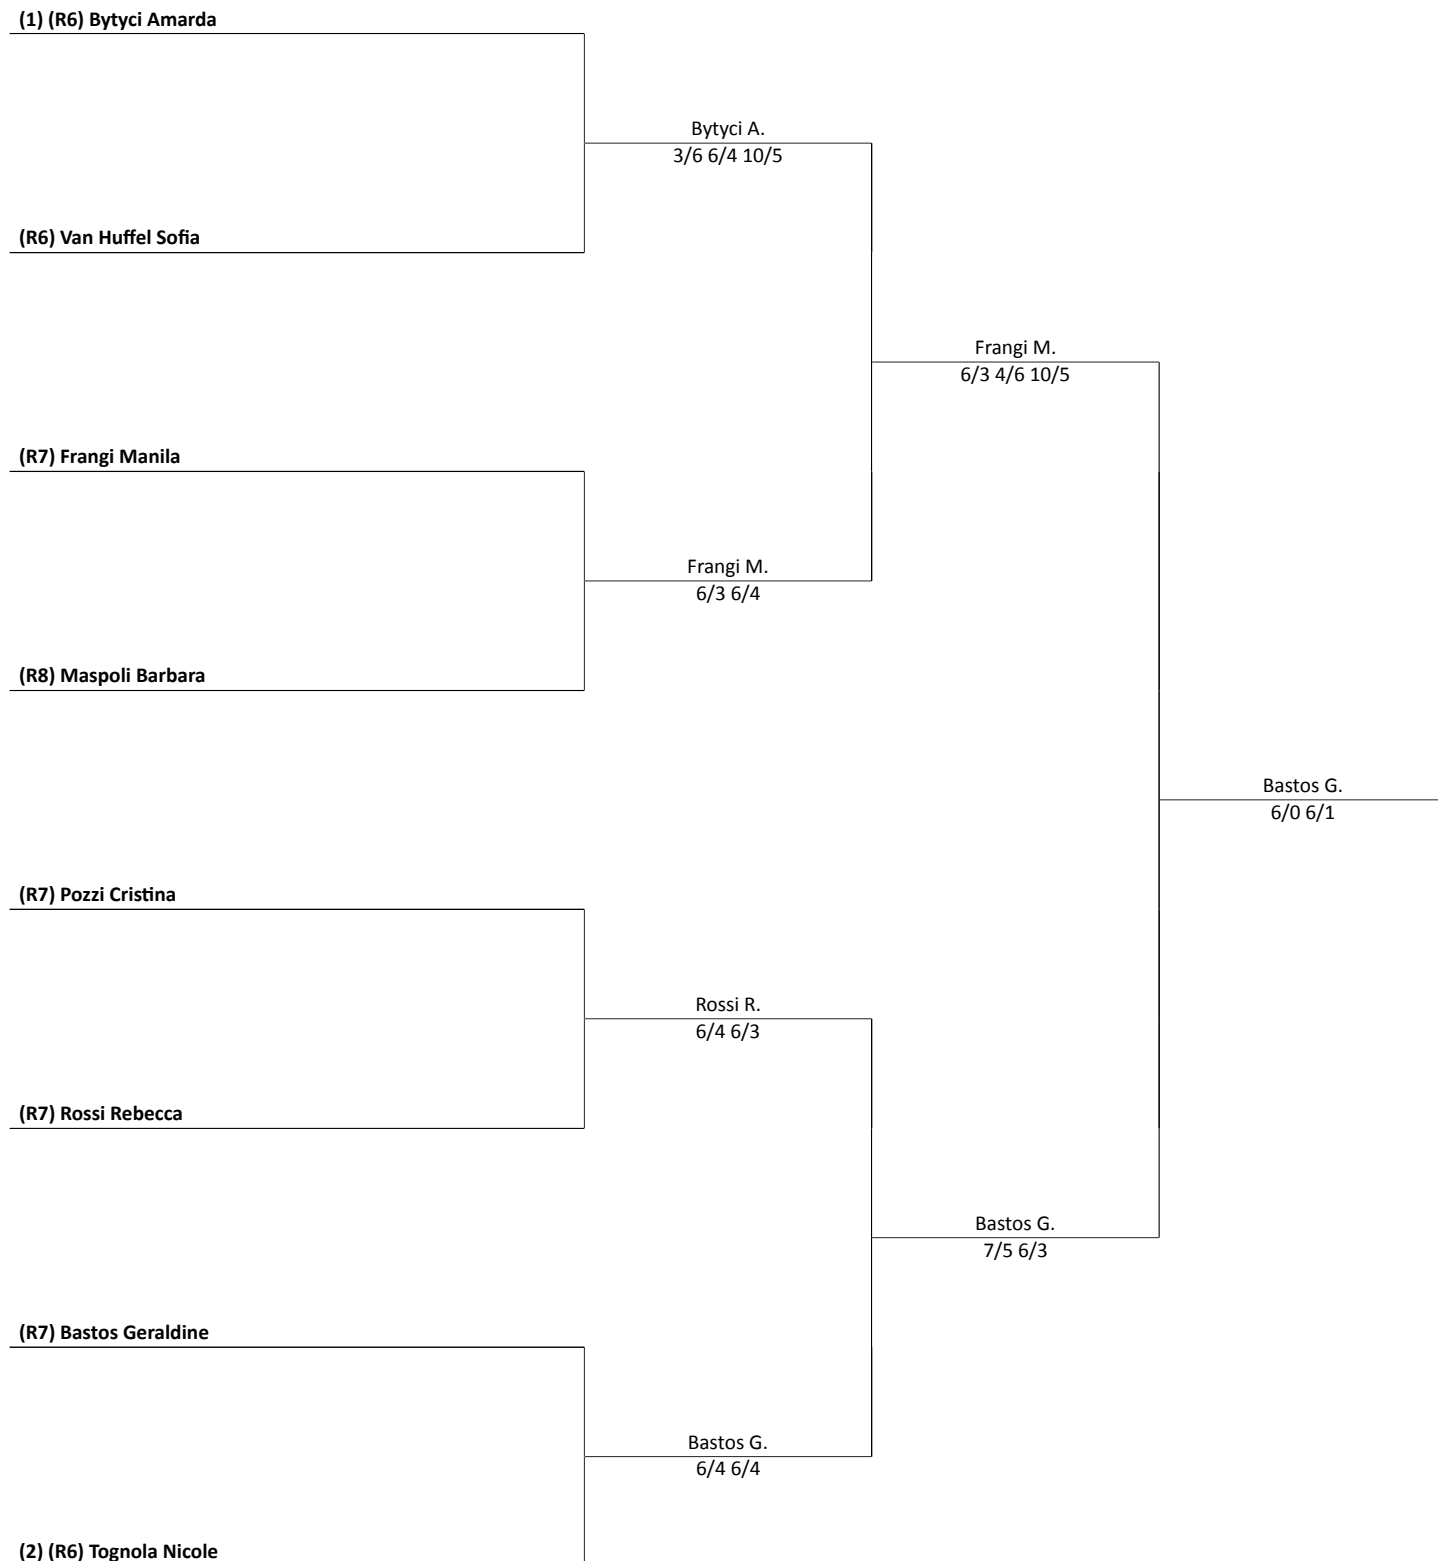 (1) (R6) Bytyci Amarda
Bytyci A.
3/6 6/4 10/5
(R6) Van Huffel Sofia
Frangi M.
6/3 4/6 10/5
(R7) Frangi Manila
Frangi M.
6/3 6/4
(R8) Maspoli Barbara
Bastos G.
6/0 6/1
(R7) Pozzi Cristina
Rossi R.
6/4 6/3
(R7) Rossi Rebecca
Bastos G.
7/5 6/3
(R7) Bastos Geraldine
Bastos G.
6/4 6/4
(2) (R6) Tognola Nicole